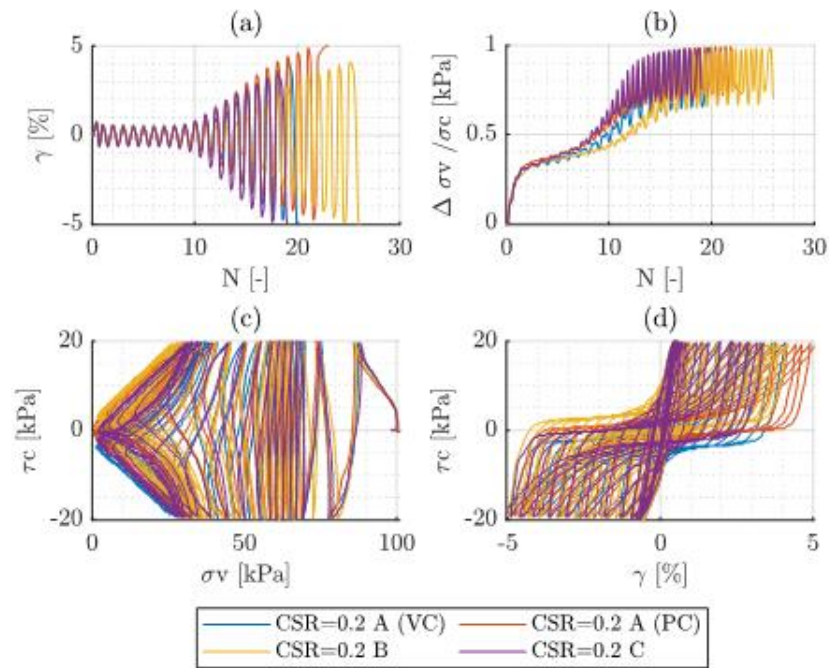 (a)
(b)
5
0
-5
γ [%]
0
10
20
30
N [-]
1
0.5
0
Δ σv /σc [kPa]
0
10
20
30
N [-]
(c)
(d)
20
0
-20
τc [kPa]
0
50
100
σv [kPa]
20
0
-20
τc [kPa]
-5
0
5
γ [%]
CSR=0.2 A (VC)
CSR=0.2 A (PC)
CSR=0.2 B
CSR=0.2 C